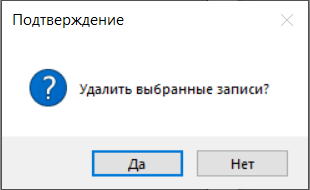 Подтверждение
Удалить выбранные записи?
Да
Нет